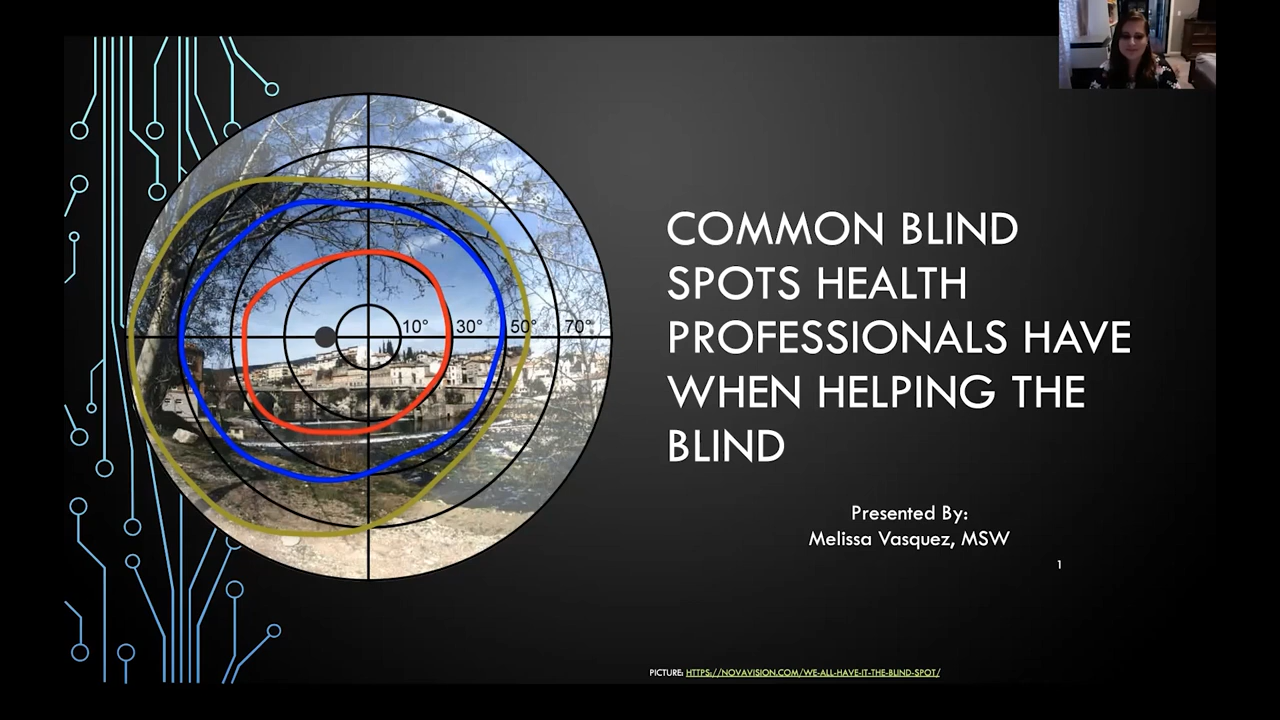 COMMON BLIND
SPOTS HEALTH
PROFESSIONALS HAVE
WHEN HELPING THE
BLIND
10° 30° 50° 70°
Presented By:
Melissa Vasquez, MSW
1
PICTURE: HTTPS://NOVAVISION.COM/WE-ALL-HAVE-IT-THE-BLIND-SPOT/